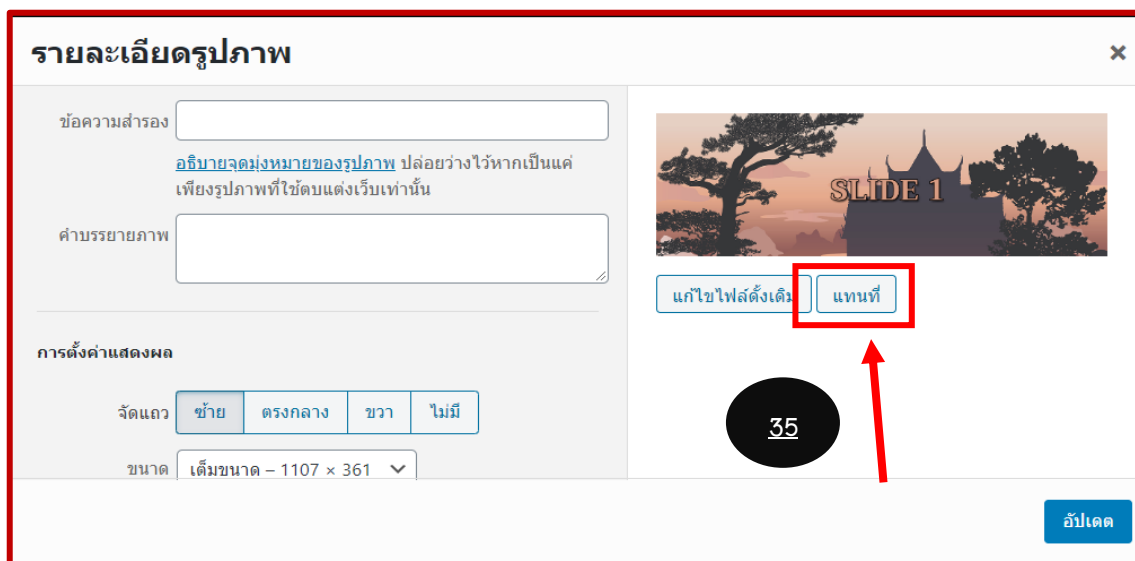 รายละเอียดรูปภาพ
ข้อความสำรอง
อธิบายจุดมุ่งหมายของรูปภาพ ปล่อยว่างไว้หากเป็นแค่
เพียงรูปภาพที่ใช้ตบแต่งเว็บเท่านั้น
คำบรรยายภาพ
การตั้งค่าแสดงผล
จัดแถว ซ้าย ตรงกลาง ขวา ไม่มี
ขนาด เต็มขนาด – 1107 × 361
SLIDE 1
แก้ไขไฟล์ดั้งเดิม แทนที่
35
อัปเดต